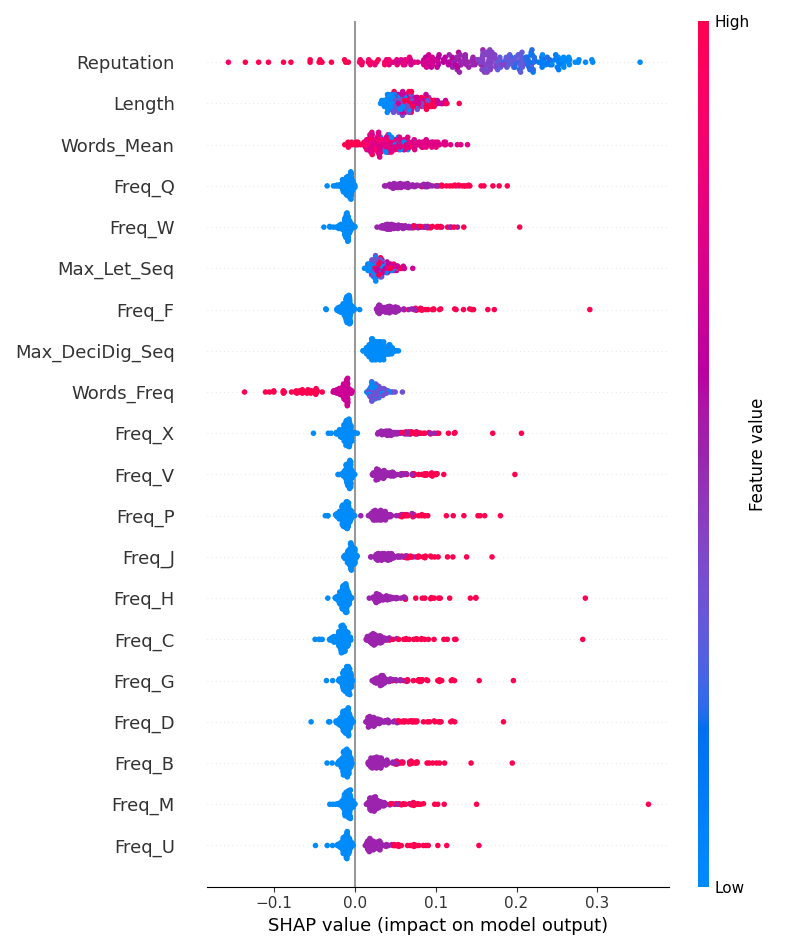 High
Reputation
Length
Words_Mean
Freq_Q
Freq_W
Max_Let_Seq
Freq_F
Max_DeciDig_Seq
Words_Freq
Freq_X
Freq_V
Freq_P
Freq_J
Freq_H
Freq_C
Freq_G
Freq_D
Freq_B
Freq_M
Freq_U
Feature value
Low
−0.1 0.0 0.1 0.2 0.3
SHAP value (impact on model output)